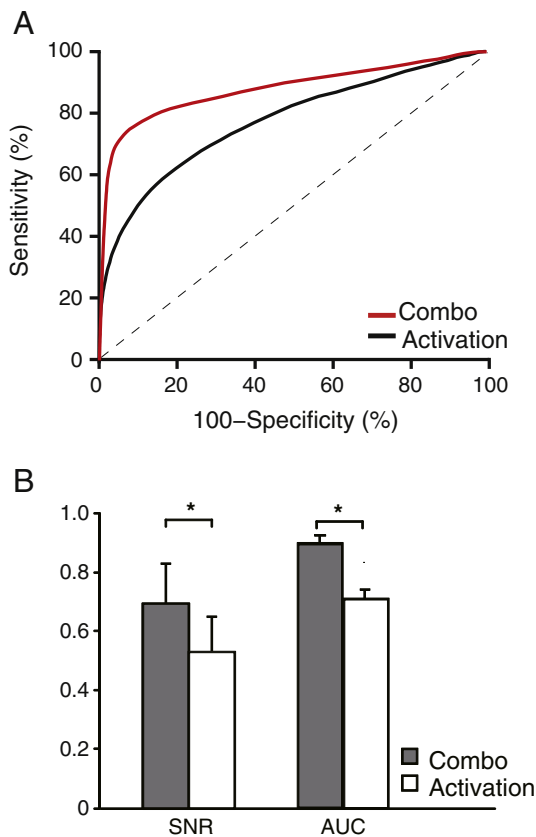 A
100
80
60
40
20
0
Sensitivity (%)
Combo
Activation
0 20 40 60 80 100
100–Specificity (%)
B
1.0
0.8
0.6
0.4
0.2
0
* *
Combo
Activation
SNR AUC